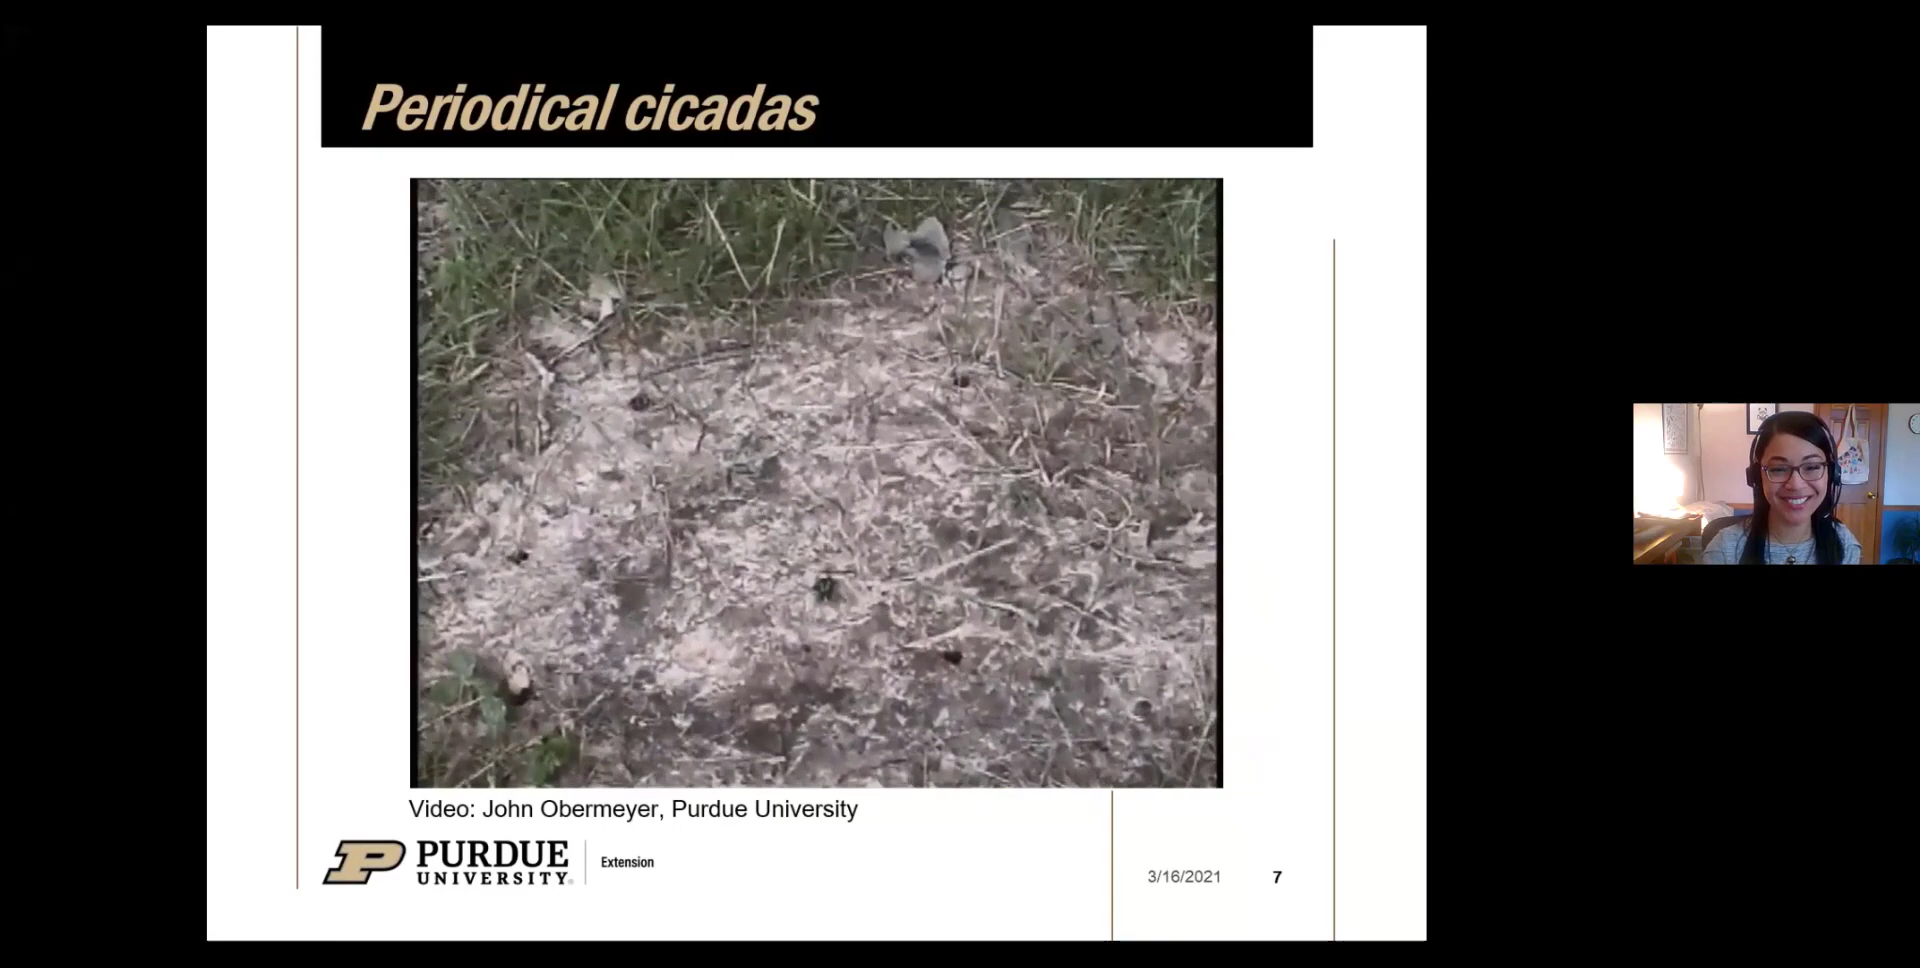 Periodical cicadas
Video: John Obermeyer, Purdue University
PURDUE
UNIVERSITY
Extension
3/16/2021
7